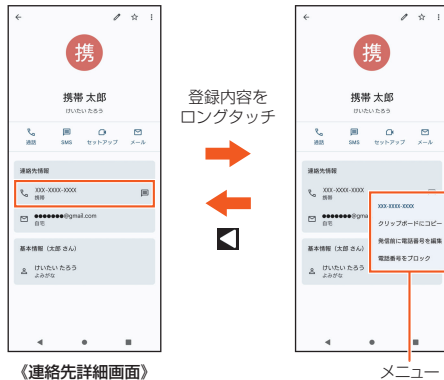 携
携帯 太郎
けいたい たろう
通話 SMS セットアップ メール
連絡先情報
XXX-XXXX-XXXX
携帯
●●●●●●●@gmail.com
自宅
基本情報（太郎 さん）
けいたい たろう
よみがな
《連絡先詳細画面》
登録内容を
ロングタッチ
携
携帯 太郎
けいたい たろう
通話 SMS セットアップ メール
連絡先情報
XXX-XXXX-XXXX
携帯
●●●●●●●@gma
自宅
基本情報（太郎 さん）
けいたい たろう
よみがな
XXX-XXXX-XXXX
クリップボードにコピー
発信前に電話番号を編集
電話番号をブロック
メニュー